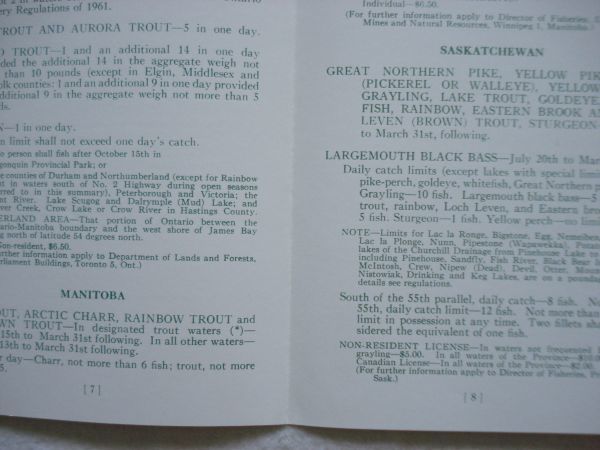 ery Regulations of 1961.
TROUT AND AURORA TROUT—5 in one day.
TROUT—1 and an additional 14 in one day
ded the additional 14 in the aggregate weigh not
than 10 pounds (except in Elgin, Middlesex and
olk counties: 1 and an additional 9 in one day provided
dditional 9 in the aggregate weigh not more than 5
ds.
—1 in one day.
n limit shall not exceed one day's catch.
o person shall fish after October 15th in
gonquin Provincial Park; or
e counties of Durham and Northumberland (except for Rainbow
t in waters south of No. 2 Highway during open seasons
rred to in this summary), Peterborough and Victoria; the
nt River. Lake Scugog and Dalrymple (Mud) Lake; and
ver Creek, Crow Lake or Crow River in Hastings County.
ERLAND AREA—That portion of Ontario between the
ario-Manitoba boundary and the west shore of James Bay
g north of latitude 54 degrees north.
Non-resident, $6.50.
urther information apply to Department of Lands and Forests,
rliament Buildings, Toronto 5, Ont.)
MANITOBA
OUT, ARCTIC CHARR, RAINBOW TROUT and
WN TROUT—In designated trout waters (*)—
15th to March 31st following. In all other waters—
13th to March 31st following.
r day—Charr, not more than 6 fish; trout, not more
5.
[ 7 ]
Individual—$6.50.
(For further information apply to Director of Fisheries, D
Mines and Natural Resources, Winnipeg 1, Manitoba.)
SASKATCHEWAN
GREAT NORTHERN PIKE, YELLOW PIK
(PICKEREL OR WALLEYE), YELLOW
GRAYLING, LAKE TROUT, GOLDEYE
FISH, RAINBOW, EASTERN BROOK AN
LEVEN (BROWN) TROUT, STURGEON—
to March 31st, following.
LARGEMOUTH BLACK BASS—July 20th to Mar
Daily catch limits (except lakes with special limit
pike-perch, goldeye, whitefish, Great Northern p
Grayling—10 fish. Largemouth black bass—5
trout, rainbow, Loch Leven, and Eastern bro
5 fish. Sturgeon—1 fish. Yellow perch—no lim
NOTE—Limits for Lac la Ronge, Bigstone, Egg, Nemeiben
Lac la Plonge, Nunn, Pipestone (Wapawekka), Potato
lakes of the Churchill Drainage from Pinehouse Lake to
including Pinehouse, Sandfly, Fish River, Black Bear I
McIntosh, Crew, Nipew (Dead), Devil, Otter, Moun
Nistowiak, Drinking and Keg Lakes, are on a pounda
details see regulations.
South of the 55th parallel, daily catch—8 fish. No
55th, daily catch limit—12 fish. Not more than
limit in possession at any time. Two fillets sha
sidered the equivalent of one fish.
NON-RESIDENT LICENSE—In waters not frequented b
grayling—$5.00. In all waters of the Province—$10.0
Canadian License—In all waters of the Province—$2.00.
(For further information apply to Director of Fisheries, Pr
Sask.)
[ 8 ]